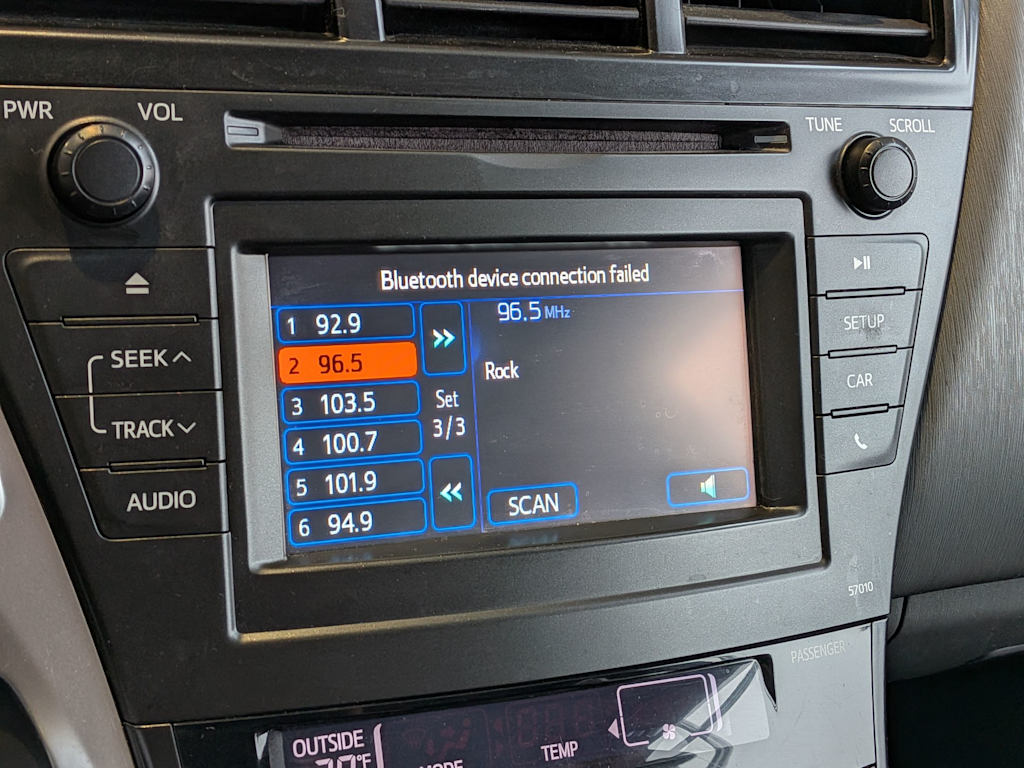 PWR VOL
TUNE SCROLL
Bluetooth device connection failed
1 92.9
2 96.5
3 103.5
4 100.7
5 101.9
6 94.9
Set
3/3
96.5 MHz
Rock
SCAN
SEEK
TRACK
AUDIO
SETUP
CAR
57010
PASSENGER
OUTSIDE
°F
MODE
TEMP